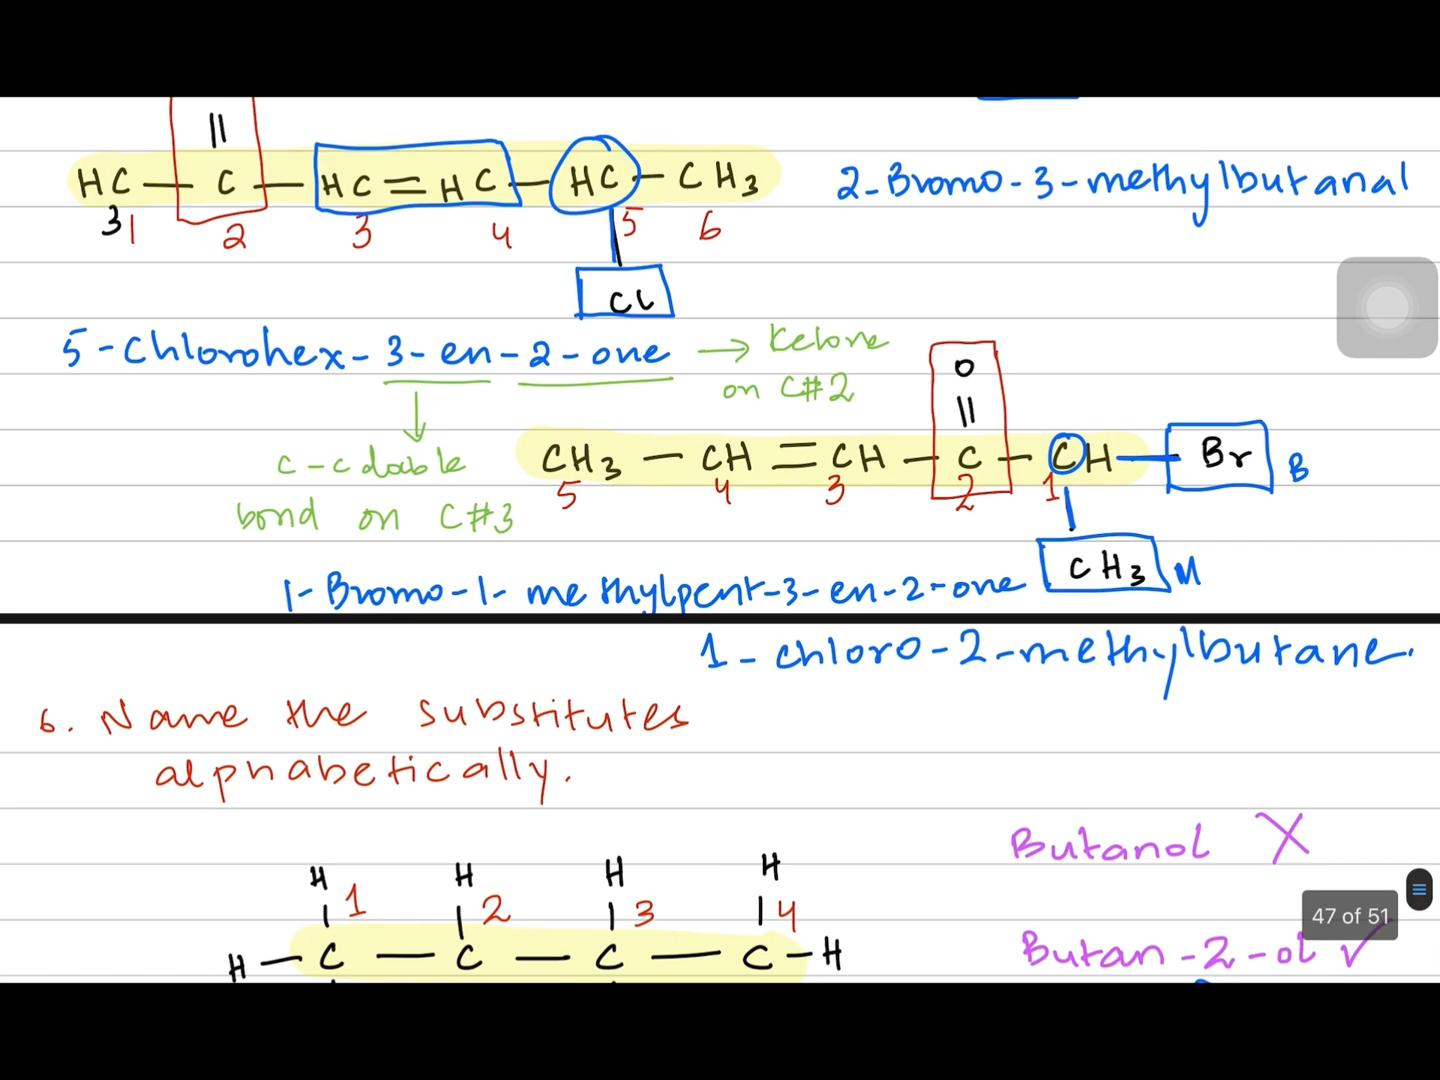 ||
HC — C — HC = HC — HC — CH3
31 2 3 4 5 6
Cl
2-Bromo-3-methylbutanal
5-Chlorohex-3-en-2-one → Ketone on C#2
c-c double
bond on C#3
O
||
CH3 — CH = CH — C — CH — Br B
5 4 3 2 1
CH3 M
1-Bromo-1-methylpent-3-en-2-one
1-chloro-2-methylbutane.
6. Name the substitutes
alphabetically.
H H H H
1 2 3 4
H — C — C — C — C — H
Butanol X
47 of 51
Butan-2-ol ✓